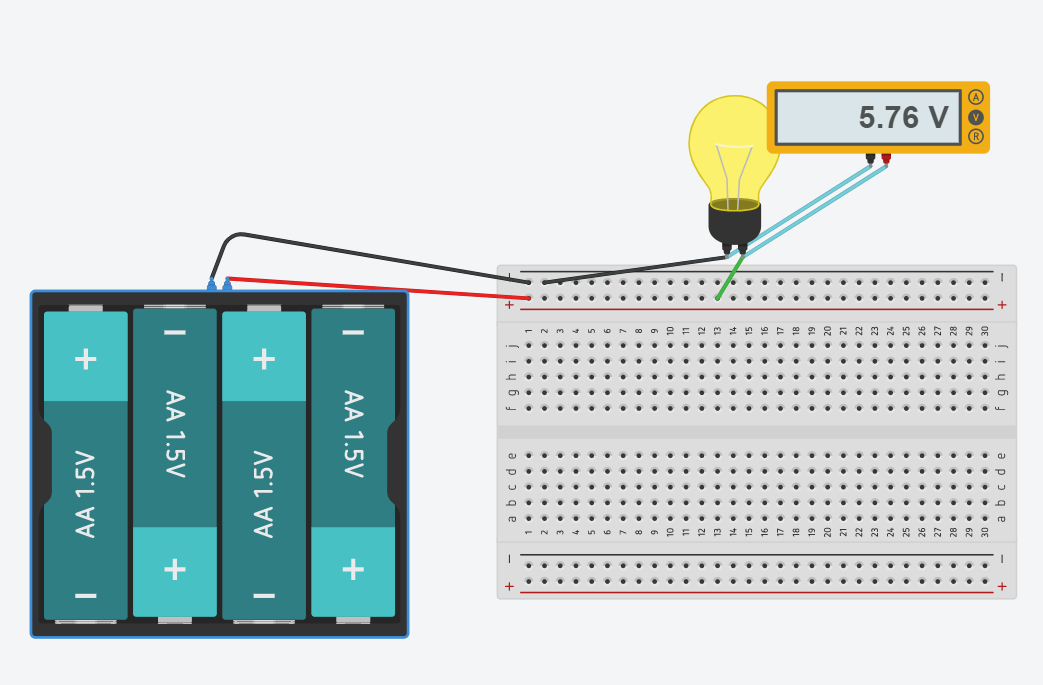 5.76 V
A
V
R
− −
+ +
1 2 3 4 5 6 7 8 9 10 11 12 13 14 15 16 17 18 19 20 21 22 23 24 25 26 27 28 29 30
j j
i i
h h
g g
f f
e e
d d
c c
b b
a a
1 2 3 4 5 6 7 8 9 10 11 12 13 14 15 16 17 18 19 20 21 22 23 24 25 26 27 28 29 30
− −
+ +
+ − + −
AA 1.5V
AA 1.5V
AA 1.5V
AA 1.5V
− + − +